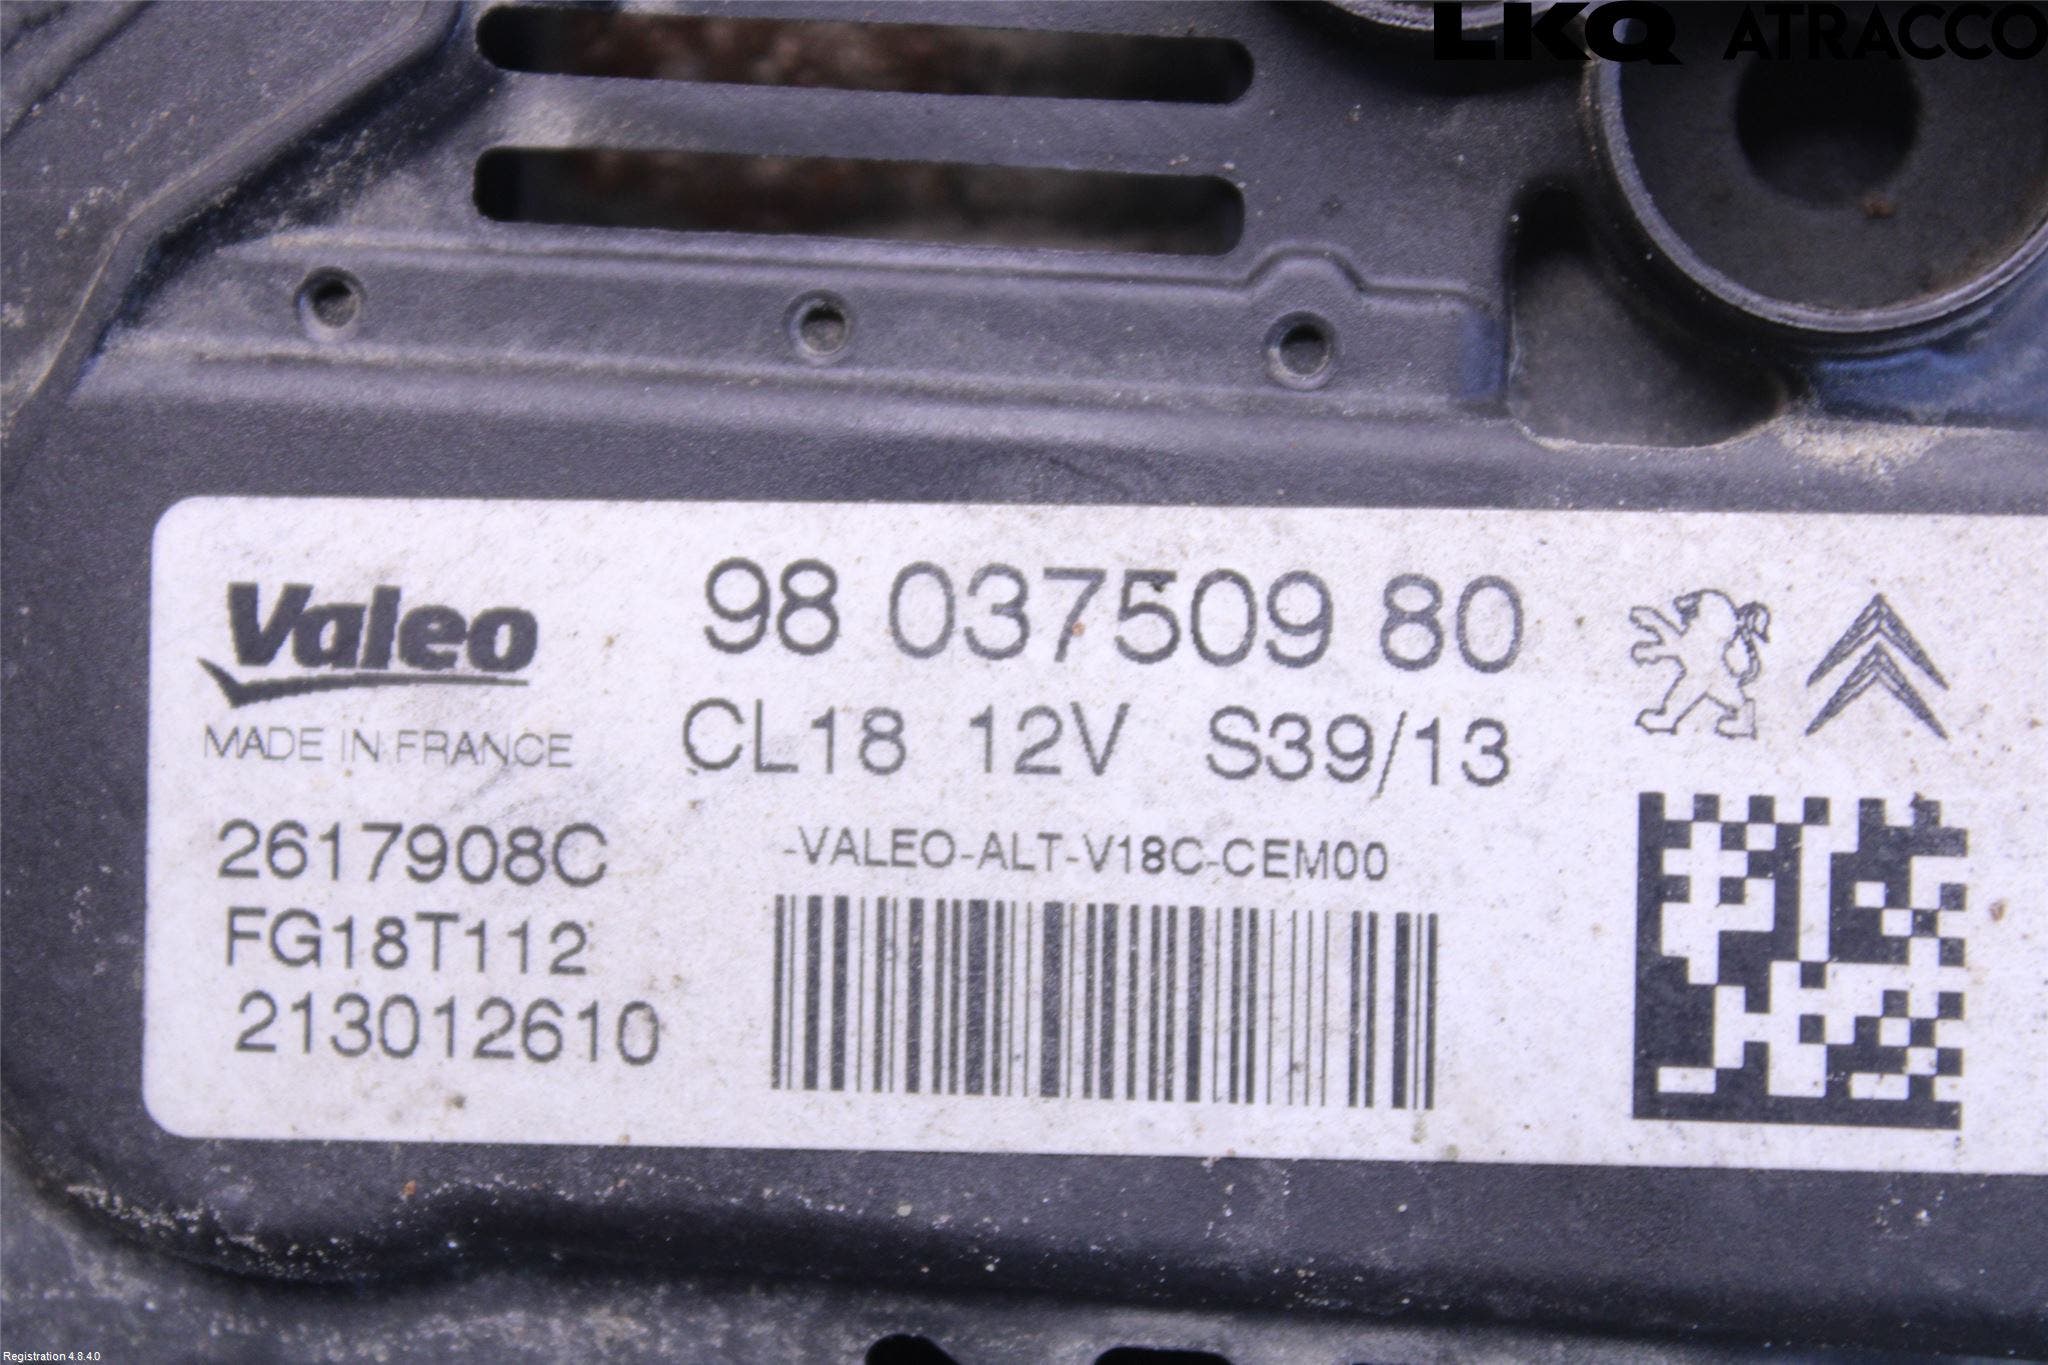 LKQ ATRACCO
Valeo
MADE IN FRANCE
98 037509 80
CL18 12V S39/13
2617908C
FG18T112
213012610
-VALEO-ALT-V18C-CEM00
Registration 4.8.4.0